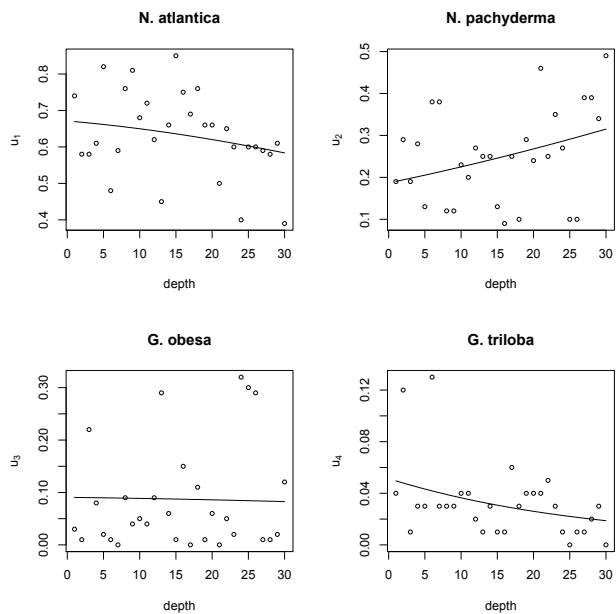 N. atlantica
u1
0.4 0.5 0.6 0.7 0.8
0 5 10 15 20 25 30
depth
N. pachyderma
u2
0.1 0.2 0.3 0.4 0.5
0 5 10 15 20 25 30
depth
G. obesa
u3
0.00 0.10 0.20 0.30
0 5 10 15 20 25 30
depth
G. triloba
u4
0.00 0.04 0.08 0.12
0 5 10 15 20 25 30
depth